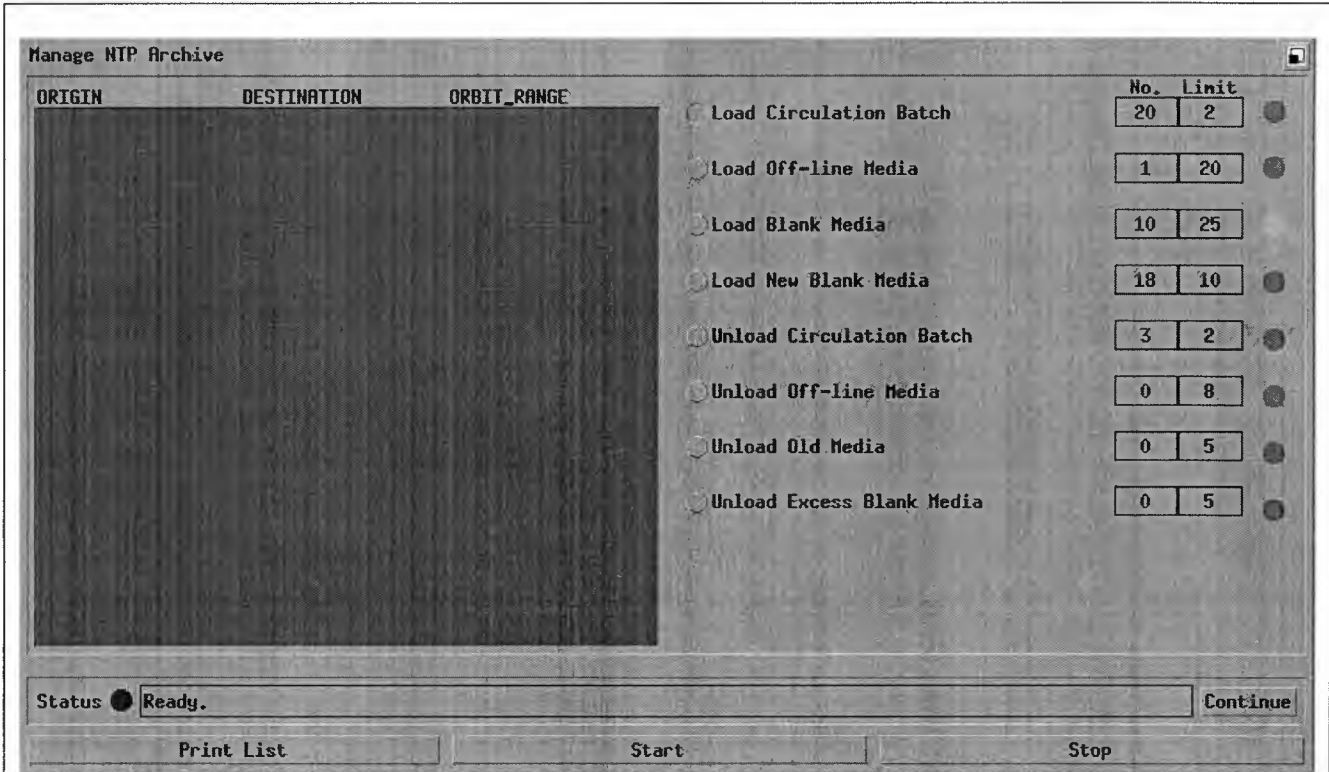 Manage NTP Archive
ORIGIN DESTINATION ORBIT_RANGE
No. Limit
Load Circulation Batch 20 2
Load Off-line Media 1 20
Load Blank Media 10 25
Load New Blank Media 18 10
Unload Circulation Batch 3 2
Unload Off-line Media 0 8
Unload Old Media 0 5
Unload Excess Blank Media 0 5
Status Ready. Continue
Print List Start Stop